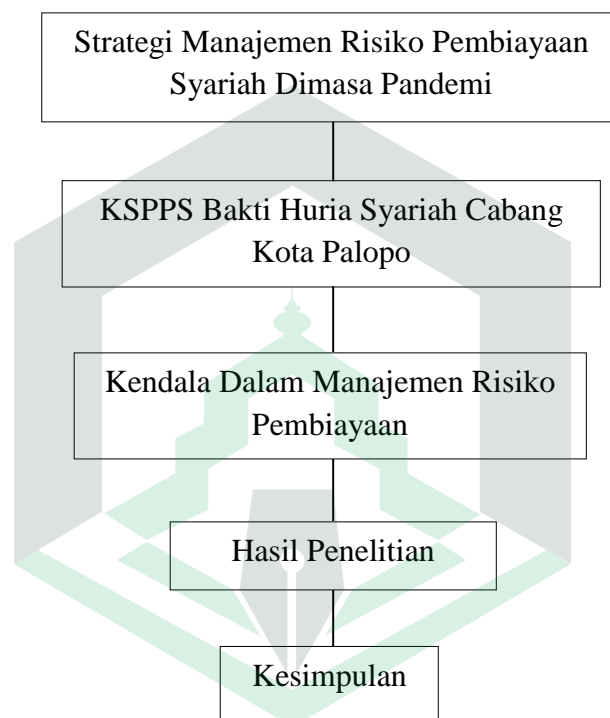 Strategi Manajemen Risiko Pembiayaan
Syariah Dimasa Pandemi
KSPPS Bakti Huria Syariah Cabang
Kota Palopo
Kendala Dalam Manajemen Risiko
Pembiayaan
Hasil Penelitian
Kesimpulan